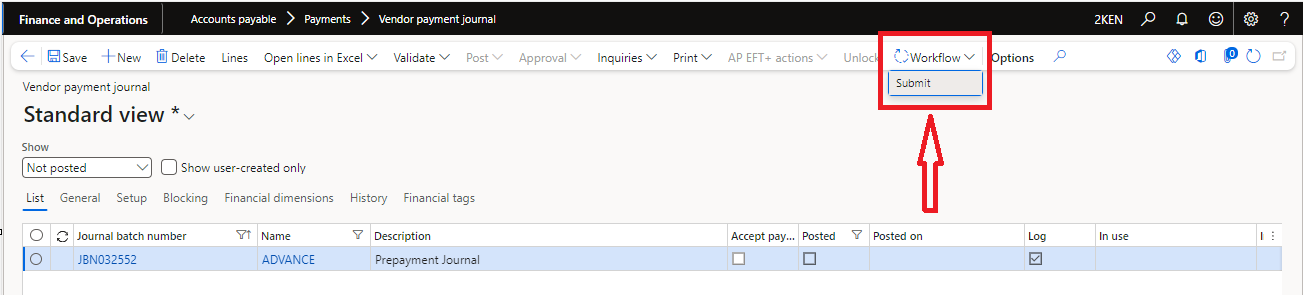 Finance and Operations Accounts payable Payments Vendor payment journal 2KEN
Save New Delete Lines Open lines in Excel Validate Post Approval Inquiries Print AP EFT+ actions Unlock Workflow Options 0
Submit
Vendor payment journal
Standard view *
Show
Not posted Show user-created only
List General Setup Blocking Financial dimensions History Financial tags
Journal batch number Name Description Accept pay... Posted Posted on Log In use
JBN032552 ADVANCE Prepayment Journal